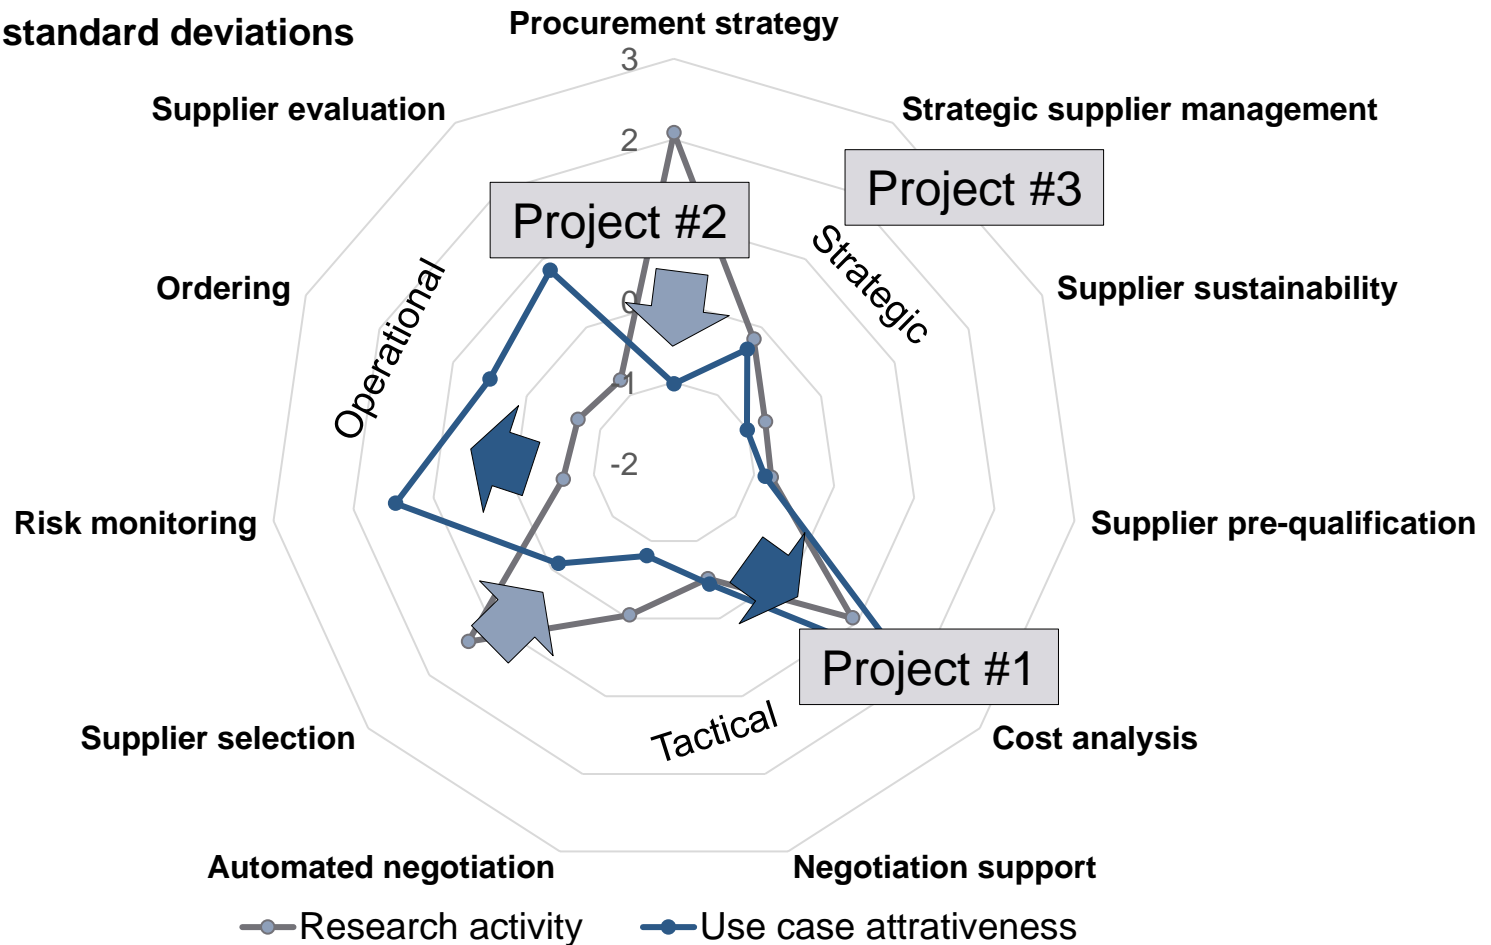 standard deviations
Procurement strategy
3
Supplier evaluation
Strategic supplier management
2
Project #3
Project #2
Strategic
Ordering
Supplier sustainability
0
Operational
1
-2
Risk monitoring
Supplier pre-qualification
Project #1
Tactical
Supplier selection
Cost analysis
Automated negotiation
Negotiation support
Research activity
Use case attrativeness